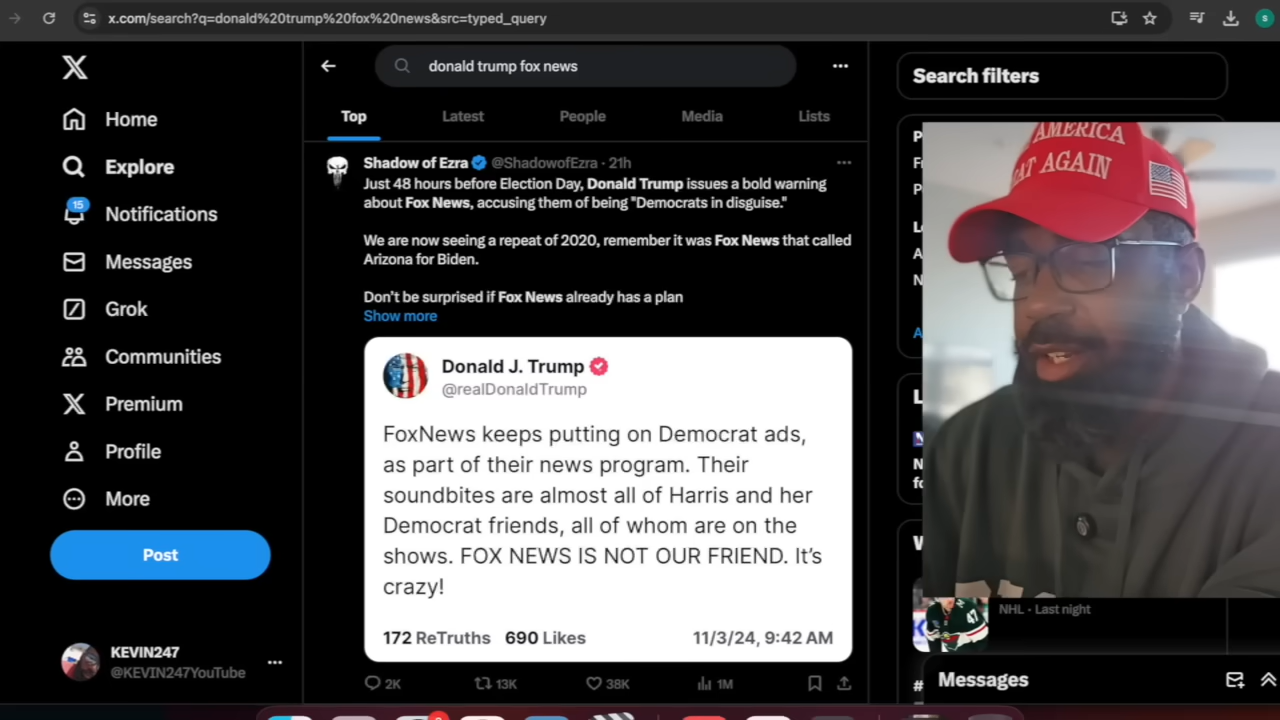 x.com/search?q=donald%20trump%20fox%20news&src=typed_query
S
donald trump fox news
Search filters
Home
Explore
15
Notifications
Messages
Grok
Communities
Premium
Profile
More
Post
KEVIN247
@KEVIN247YouTube
Top
Latest
People
Media
Lists
Shadow of Ezra @ShadowofEzra · 21h
Just 48 hours before Election Day, Donald Trump issues a bold warning
about Fox News, accusing them of being "Democrats in disguise."
We are now seeing a repeat of 2020, remember it was Fox News that called
Arizona for Biden.
Don't be surprised if Fox News already has a plan
Show more
Donald J. Trump
@realDonaldTrump
FoxNews keeps putting on Democrat ads,
as part of their news program. Their
soundbites are almost all of Harris and her
Democrat friends, all of whom are on the
shows. FOX NEWS IS NOT OUR FRIEND. It's
crazy!
172 ReTruths 690 Likes 11/3/24, 9:42 AM
2K 13K 38K 1M
AMERICA
AT AGAIN
47
NHL · Last night
#
Messages